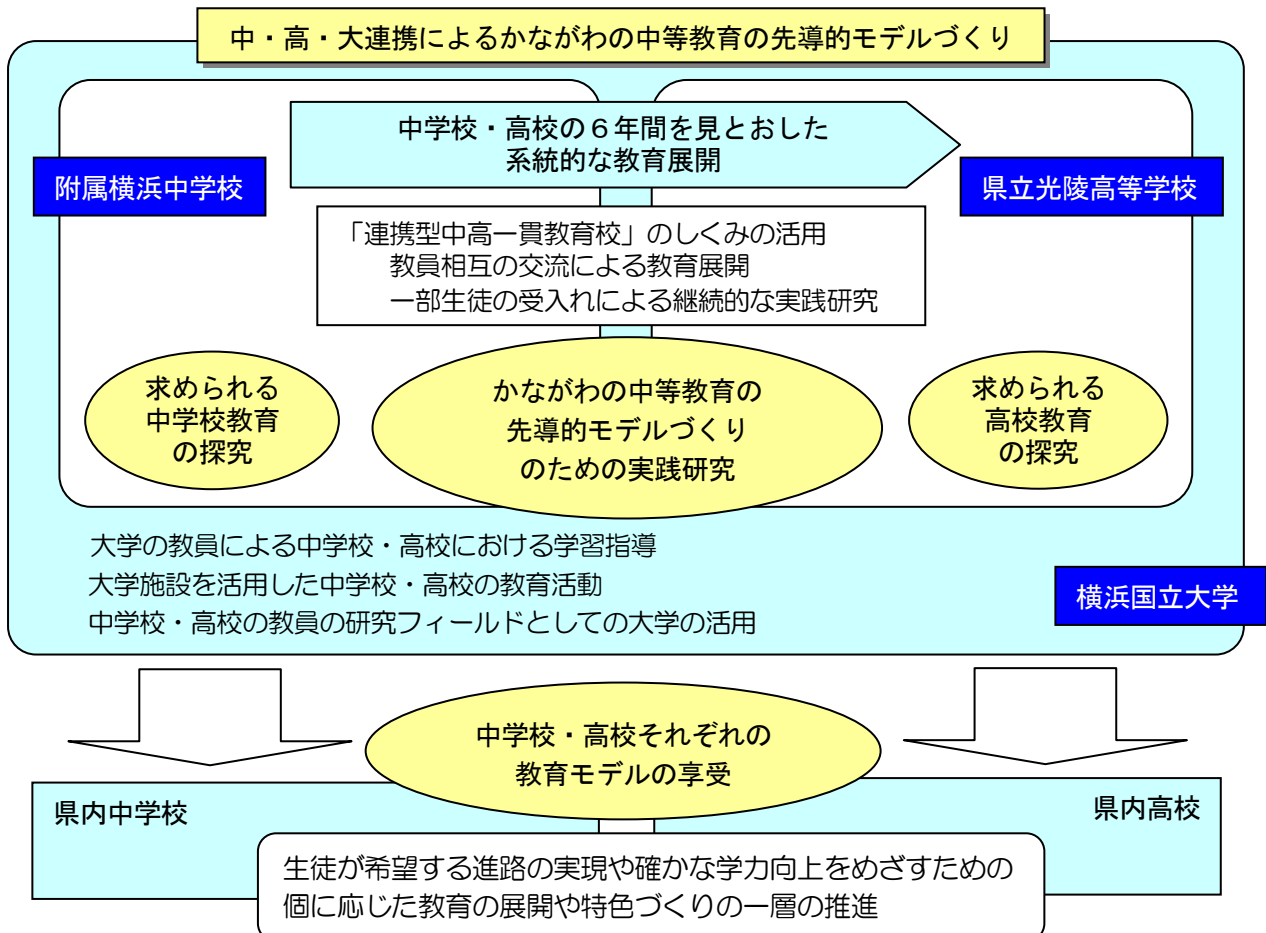 中・高・大連携によるかながわの中等教育の先導的モデルづくり
中学校・高校の６年間を見とおした
系統的な教育展開
附属横浜中学校
県立光陵高等学校
「連携型中高一貫教育校」のしくみの活用
教員相互の交流による教育展開
一部生徒の受入れによる継続的な実践研究
求められる
中学校教育
の探究
かながわの中等教育の
先導的モデルづくり
のための実践研究
求められる
高校教育
の探究
大学の教員による中学校・高校における学習指導
大学施設を活用した中学校・高校の教育活動
中学校・高校の教員の研究フィールドとしての大学の活用
横浜国立大学
中学校・高校それぞれの
教育モデルの享受
県内中学校
県内高校
生徒が希望する進路の実現や確かな学力向上をめざすための
個に応じた教育の展開や特色づくりの一層の推進